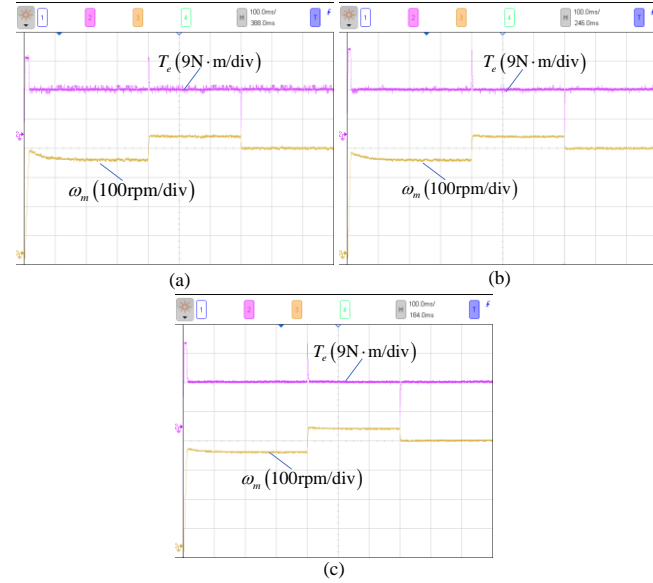 1 2 3 4 M 100.0ms/ T
388.0ms
Tₑ(9N·m/div)
ωₘ(100rpm/div)
(a)
1 2 3 4 M 100.0ms/ T
246.0ms
Tₑ(9N·m/div)
ωₘ(100rpm/div)
(b)
1 2 3 4 M 100.0ms/ T
184.0ms
Tₑ(9N·m/div)
ωₘ(100rpm/div)
(c)